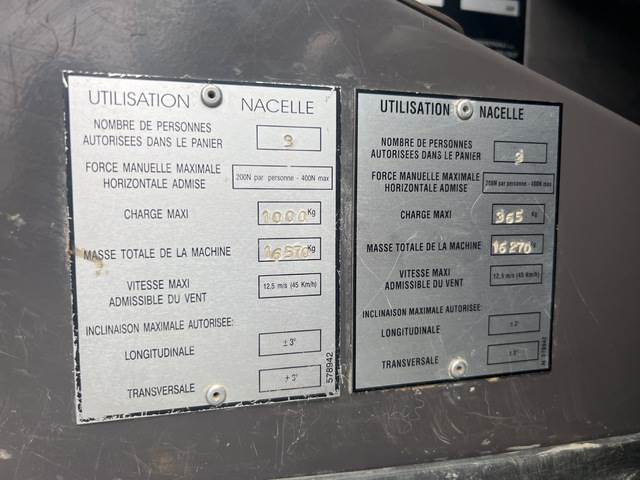 UTILISATION NACELLE
NOMBRE DE PERSONNES
AUTORISEES DANS LE PANIER
3
FORCE MANUELLE MAXIMALE
HORIZONTALE ADMISE
200N par personne - 400N max
CHARGE MAXI
1000 Kg
MASSE TOTALE DE LA MACHINE
16570 Kg
VITESSE MAXI
ADMISSIBLE DU VENT
12,5 m/s (45 Km/h)
INCLINAISON MAXIMALE AUTORISEE:
LONGITUDINALE
±3°
TRANSVERSALE
±3°
578942
UTILISATION NACELLE
NOMBRE DE PERSONNES
AUTORISEES DANS LE PANIER
3
FORCE MANUELLE MAXIMALE
HORIZONTALE ADMISE
200N par personne - 400N max
CHARGE MAXI
365 Kg
MASSE TOTALE DE LA MACHINE
16270 Kg
VITESSE MAXI
ADMISSIBLE DU VENT
12,5 m/s (45 Km/h)
INCLINAISON MAXIMALE AUTORISEE:
LONGITUDINALE
TRANSVERSALE